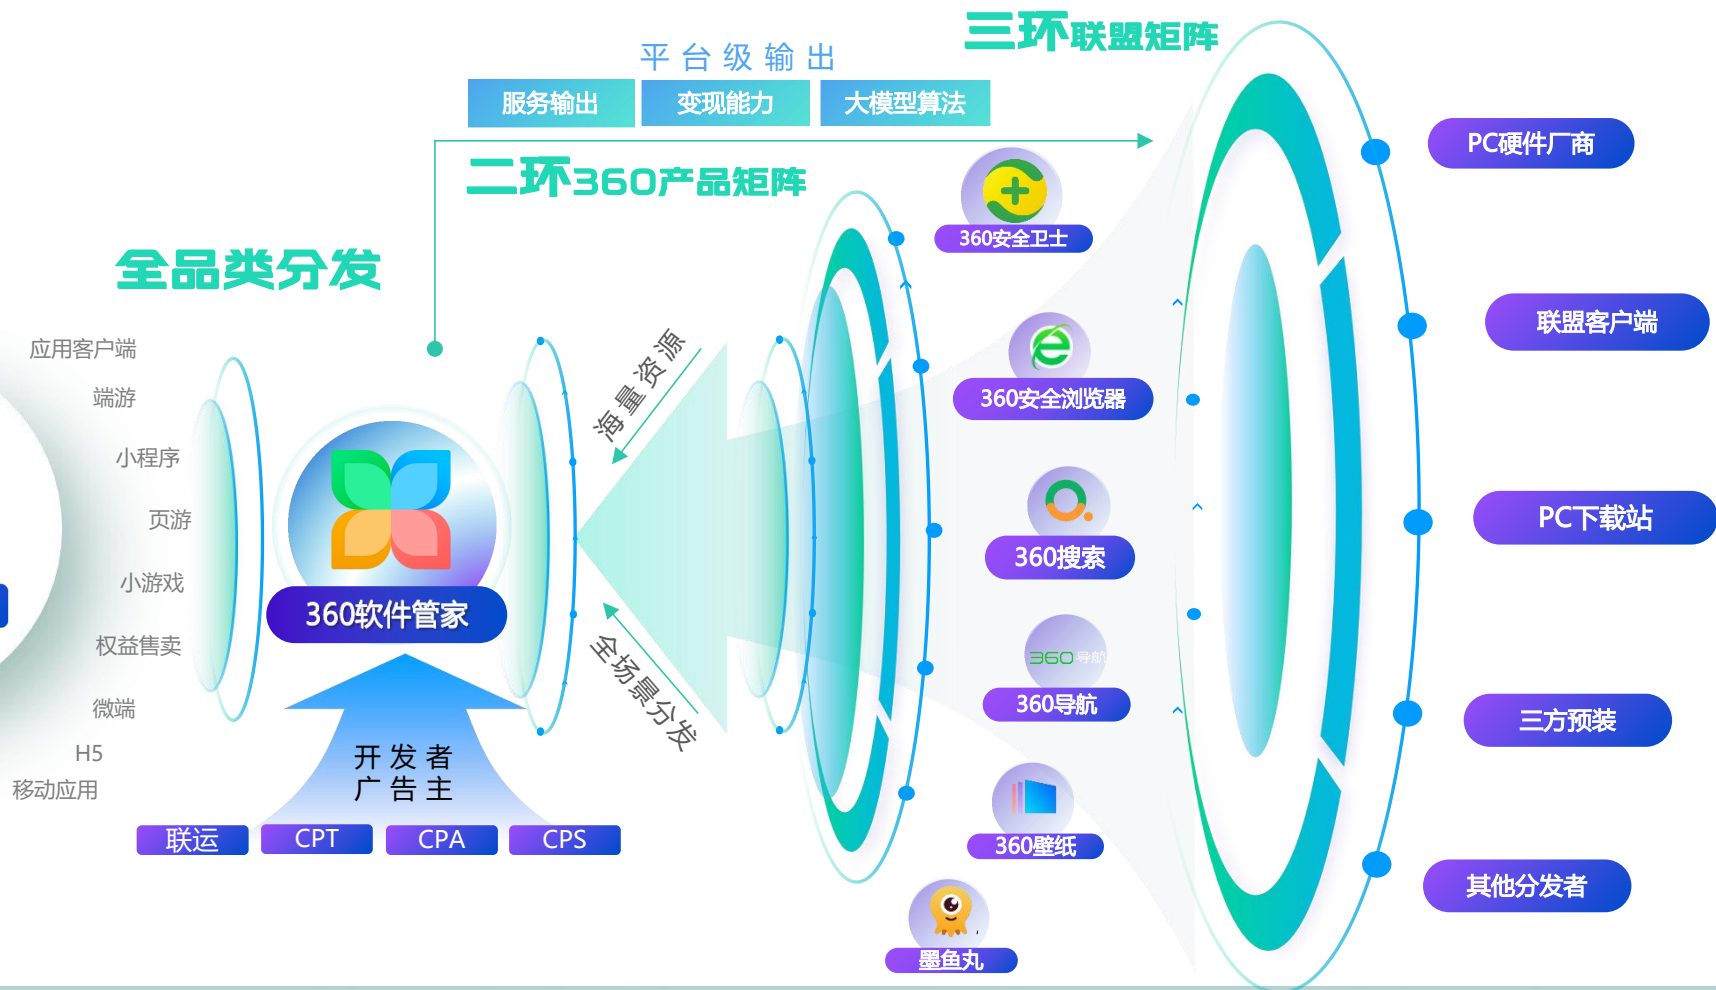 三环联盟矩阵
平台级输出
服务输出
变现能力
大模型算法
二环360产品矩阵
全品类分发
应用客户端
端游
小程序
页游
小游戏
权益售卖
微端
H5
移动应用
360软件管家
开发者
广告主
联运
CPT
CPA
CPS
海量资源
全场景分发
360安全卫士
360安全浏览器
360搜索
360导航
360导航
360壁纸
墨鱼丸
PC硬件厂商
联盟客户端
PC下载站
三方预装
其他分发者